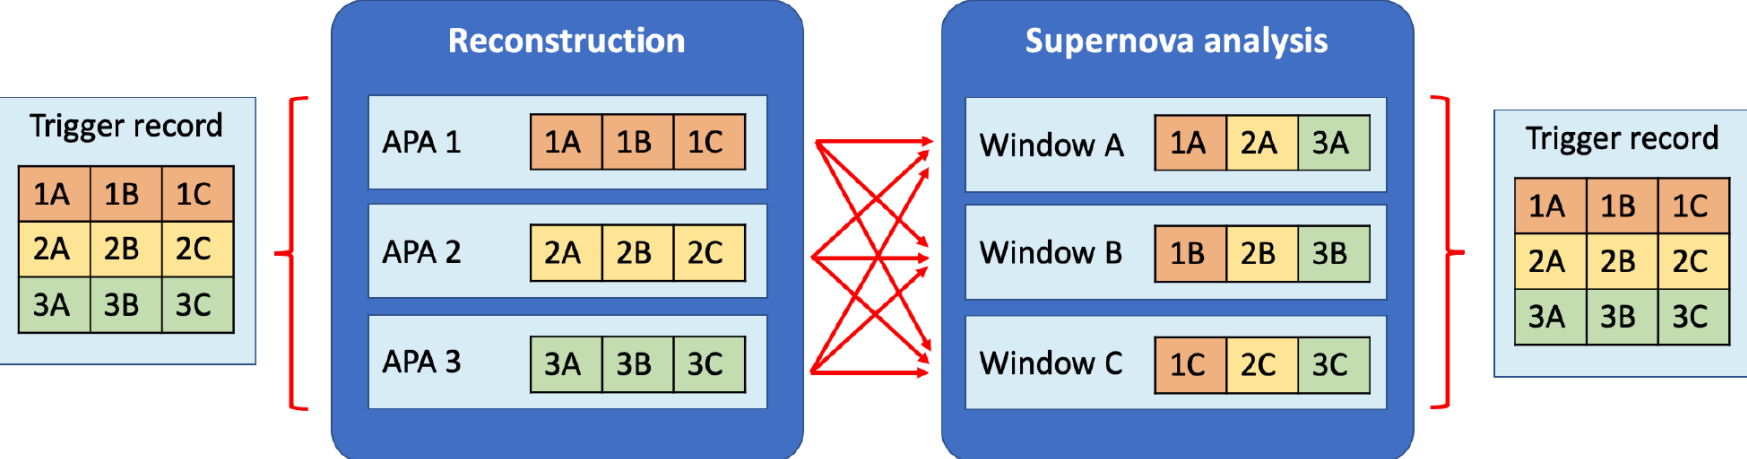 Trigger record
1A 1B 1C
2A 2B 2C
3A 3B 3C
Reconstruction
APA 1 1A 1B 1C
APA 2 2A 2B 2C
APA 3 3A 3B 3C
Supernova analysis
Window A 1A 2A 3A
Window B 1B 2B 3B
Window C 1C 2C 3C
Trigger record
1A 1B 1C
2A 2B 2C
3A 3B 3C